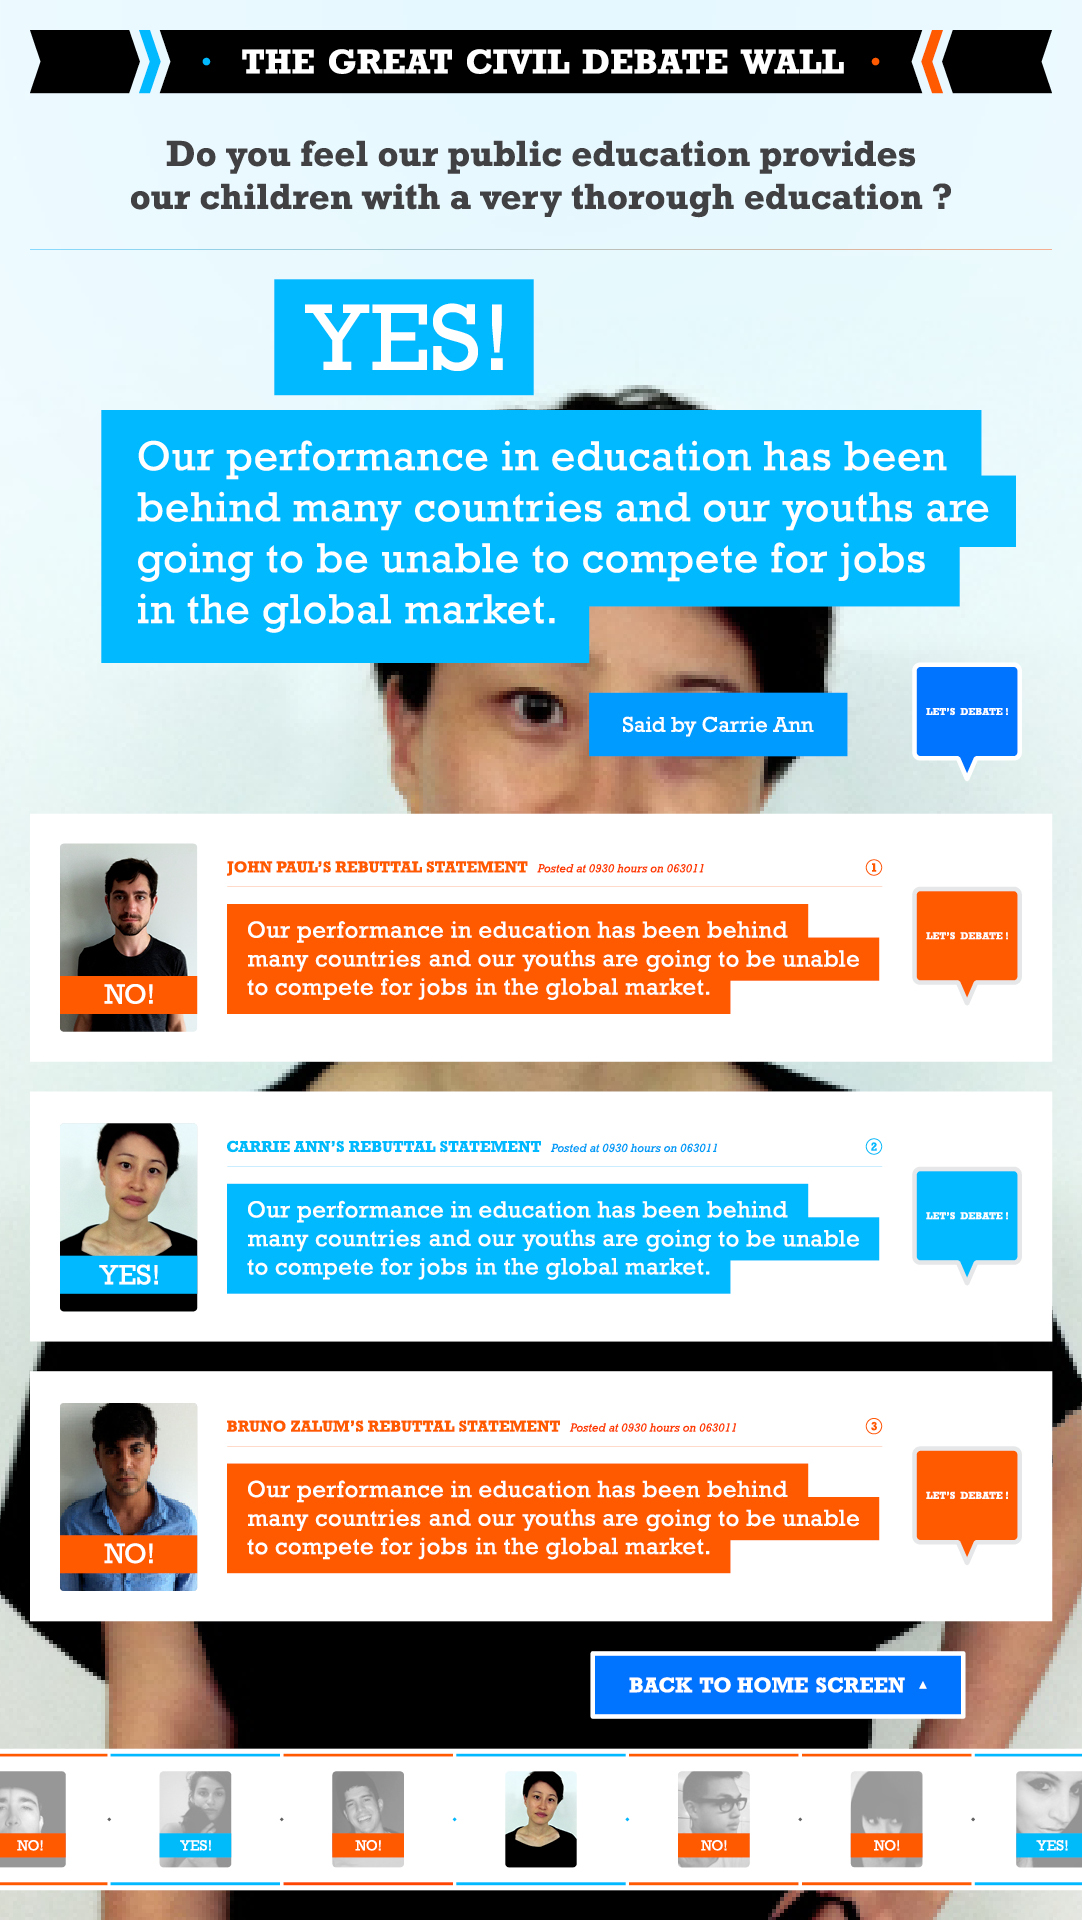 THE GREAT CIVIL DEBATE WALL
Do you feel our public education provides
our children with a very thorough education ?
YES!
Our performance in education has been
behind many countries and our youths are
going to be unable to compete for jobs
in the global market.
Said by Carrie Ann
LET'S DEBATE !
JOHN PAUL'S REBUTTAL STATEMENT Posted at 0930 hours on 063011 1
Our performance in education has been behind
many countries and our youths are going to be unable
to compete for jobs in the global market.
NO!
LET'S DEBATE !
CARRIE ANN'S REBUTTAL STATEMENT Posted at 0930 hours on 063011 2
Our performance in education has been behind
many countries and our youths are going to be unable
to compete for jobs in the global market.
YES!
LET'S DEBATE !
BRUNO ZALUM'S REBUTTAL STATEMENT Posted at 0930 hours on 063011 3
Our performance in education has been behind
many countries and our youths are going to be unable
to compete for jobs in the global market.
NO!
LET'S DEBATE !
BACK TO HOME SCREEN
NO!
YES!
NO!
NO!
NO!
YES!